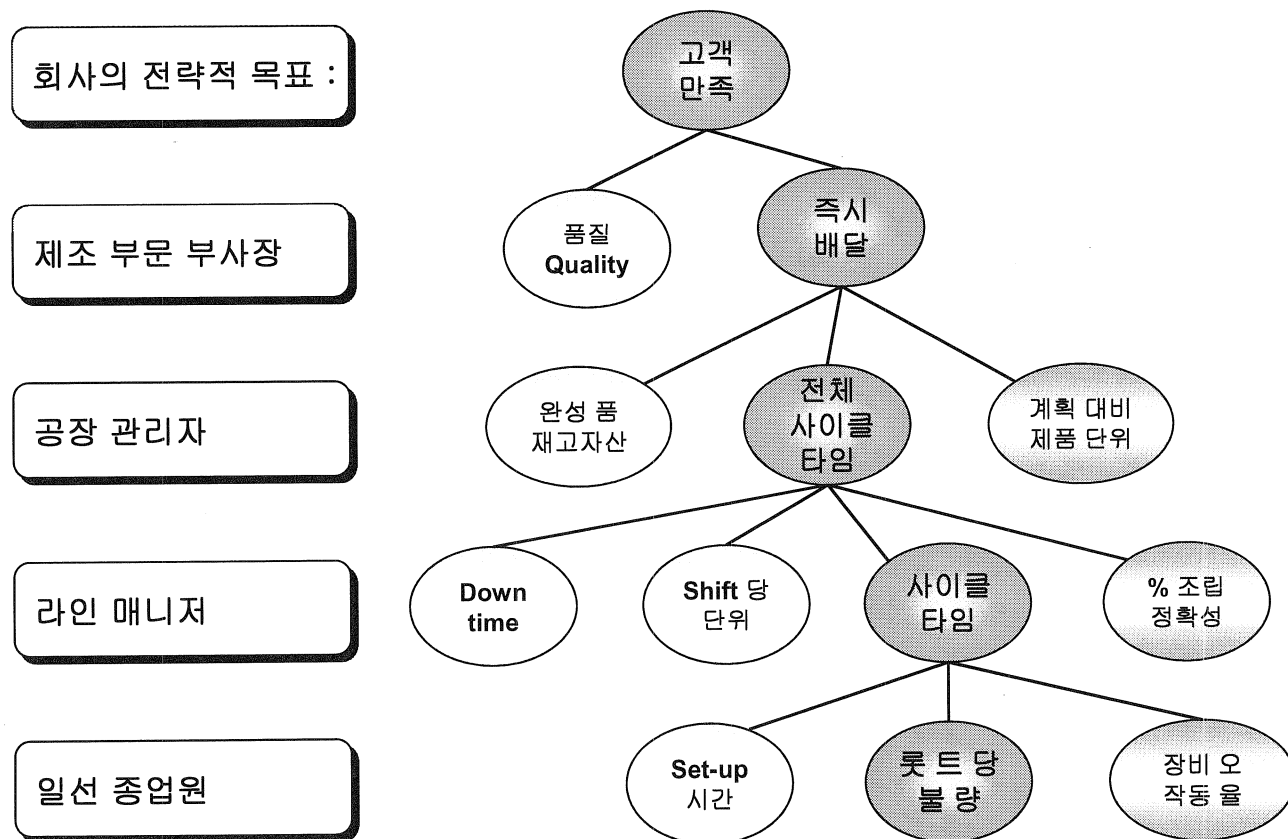 회사의 전략적 목표 :
고객
만족
제조 부문 부사장
품질
Quality
즉시
배달
공장 관리자
완성 품
재고자산
전체
사이클
타임
계획 대비
제품 단위
라인 매니저
Down
time
Shift 당
단위
사이클
타임
% 조립
정확성
일선 종업원
Set-up
시간
롯 트 당
불 량
장비 오
작동 율